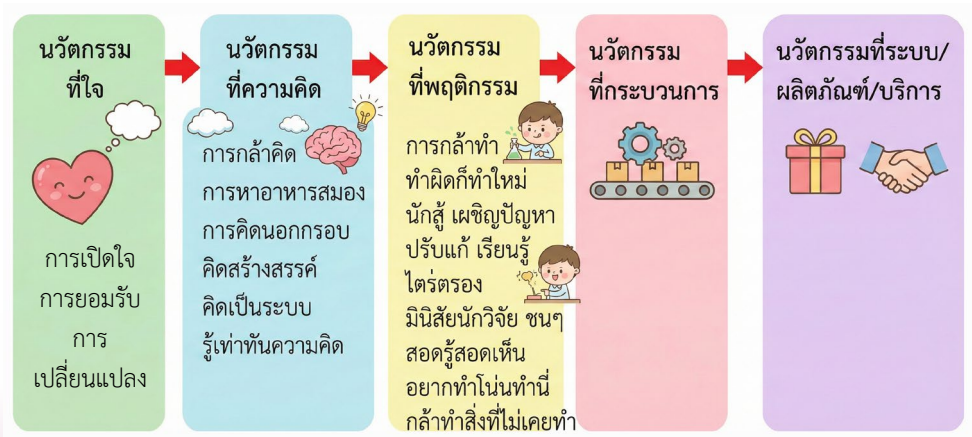 นวัตกรรม
ที่ใจ
การเปิดใจ
การยอมรับ
การ
เปลี่ยนแปลง
นวัตกรรม
ที่ความคิด
การกล้าคิด
การหาอาหารสมอง
การคิดนอกกรอบ
คิดสร้างสรรค์
คิดเป็นระบบ
รู้เท่าทันความคิด
นวัตกรรม
ที่พฤติกรรม
การกล้าทำ
ทำผิดก็ทำใหม่
นักสู้ เผชิญปัญหา
ปรับแก้ เรียนรู้
ไตร่ตรอง
มินิสัยนักวิจัย ชนๆ
สอดรู้สอดเห็น
อยากทำโน่นทำนี่
กล้าทำสิ่งที่ไม่เคยทำ
นวัตกรรม
ที่กระบวนการ
นวัตกรรมที่ระบบ/
ผลิตภัณฑ์/บริการ